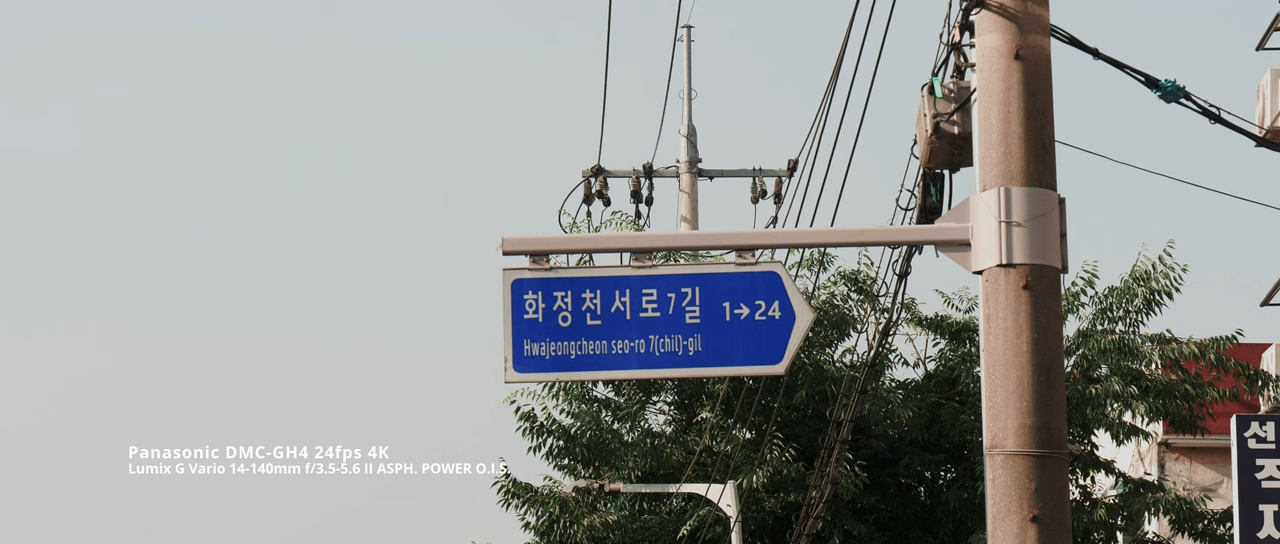 화정천서로7길 1→24
Hwajeongcheon seo-ro 7(chil)-gil
Panasonic DMC-GH4 24fps 4K
Lumix G Vario 14-140mm f/3.5-5.6 II ASPH. POWER O.I.S.